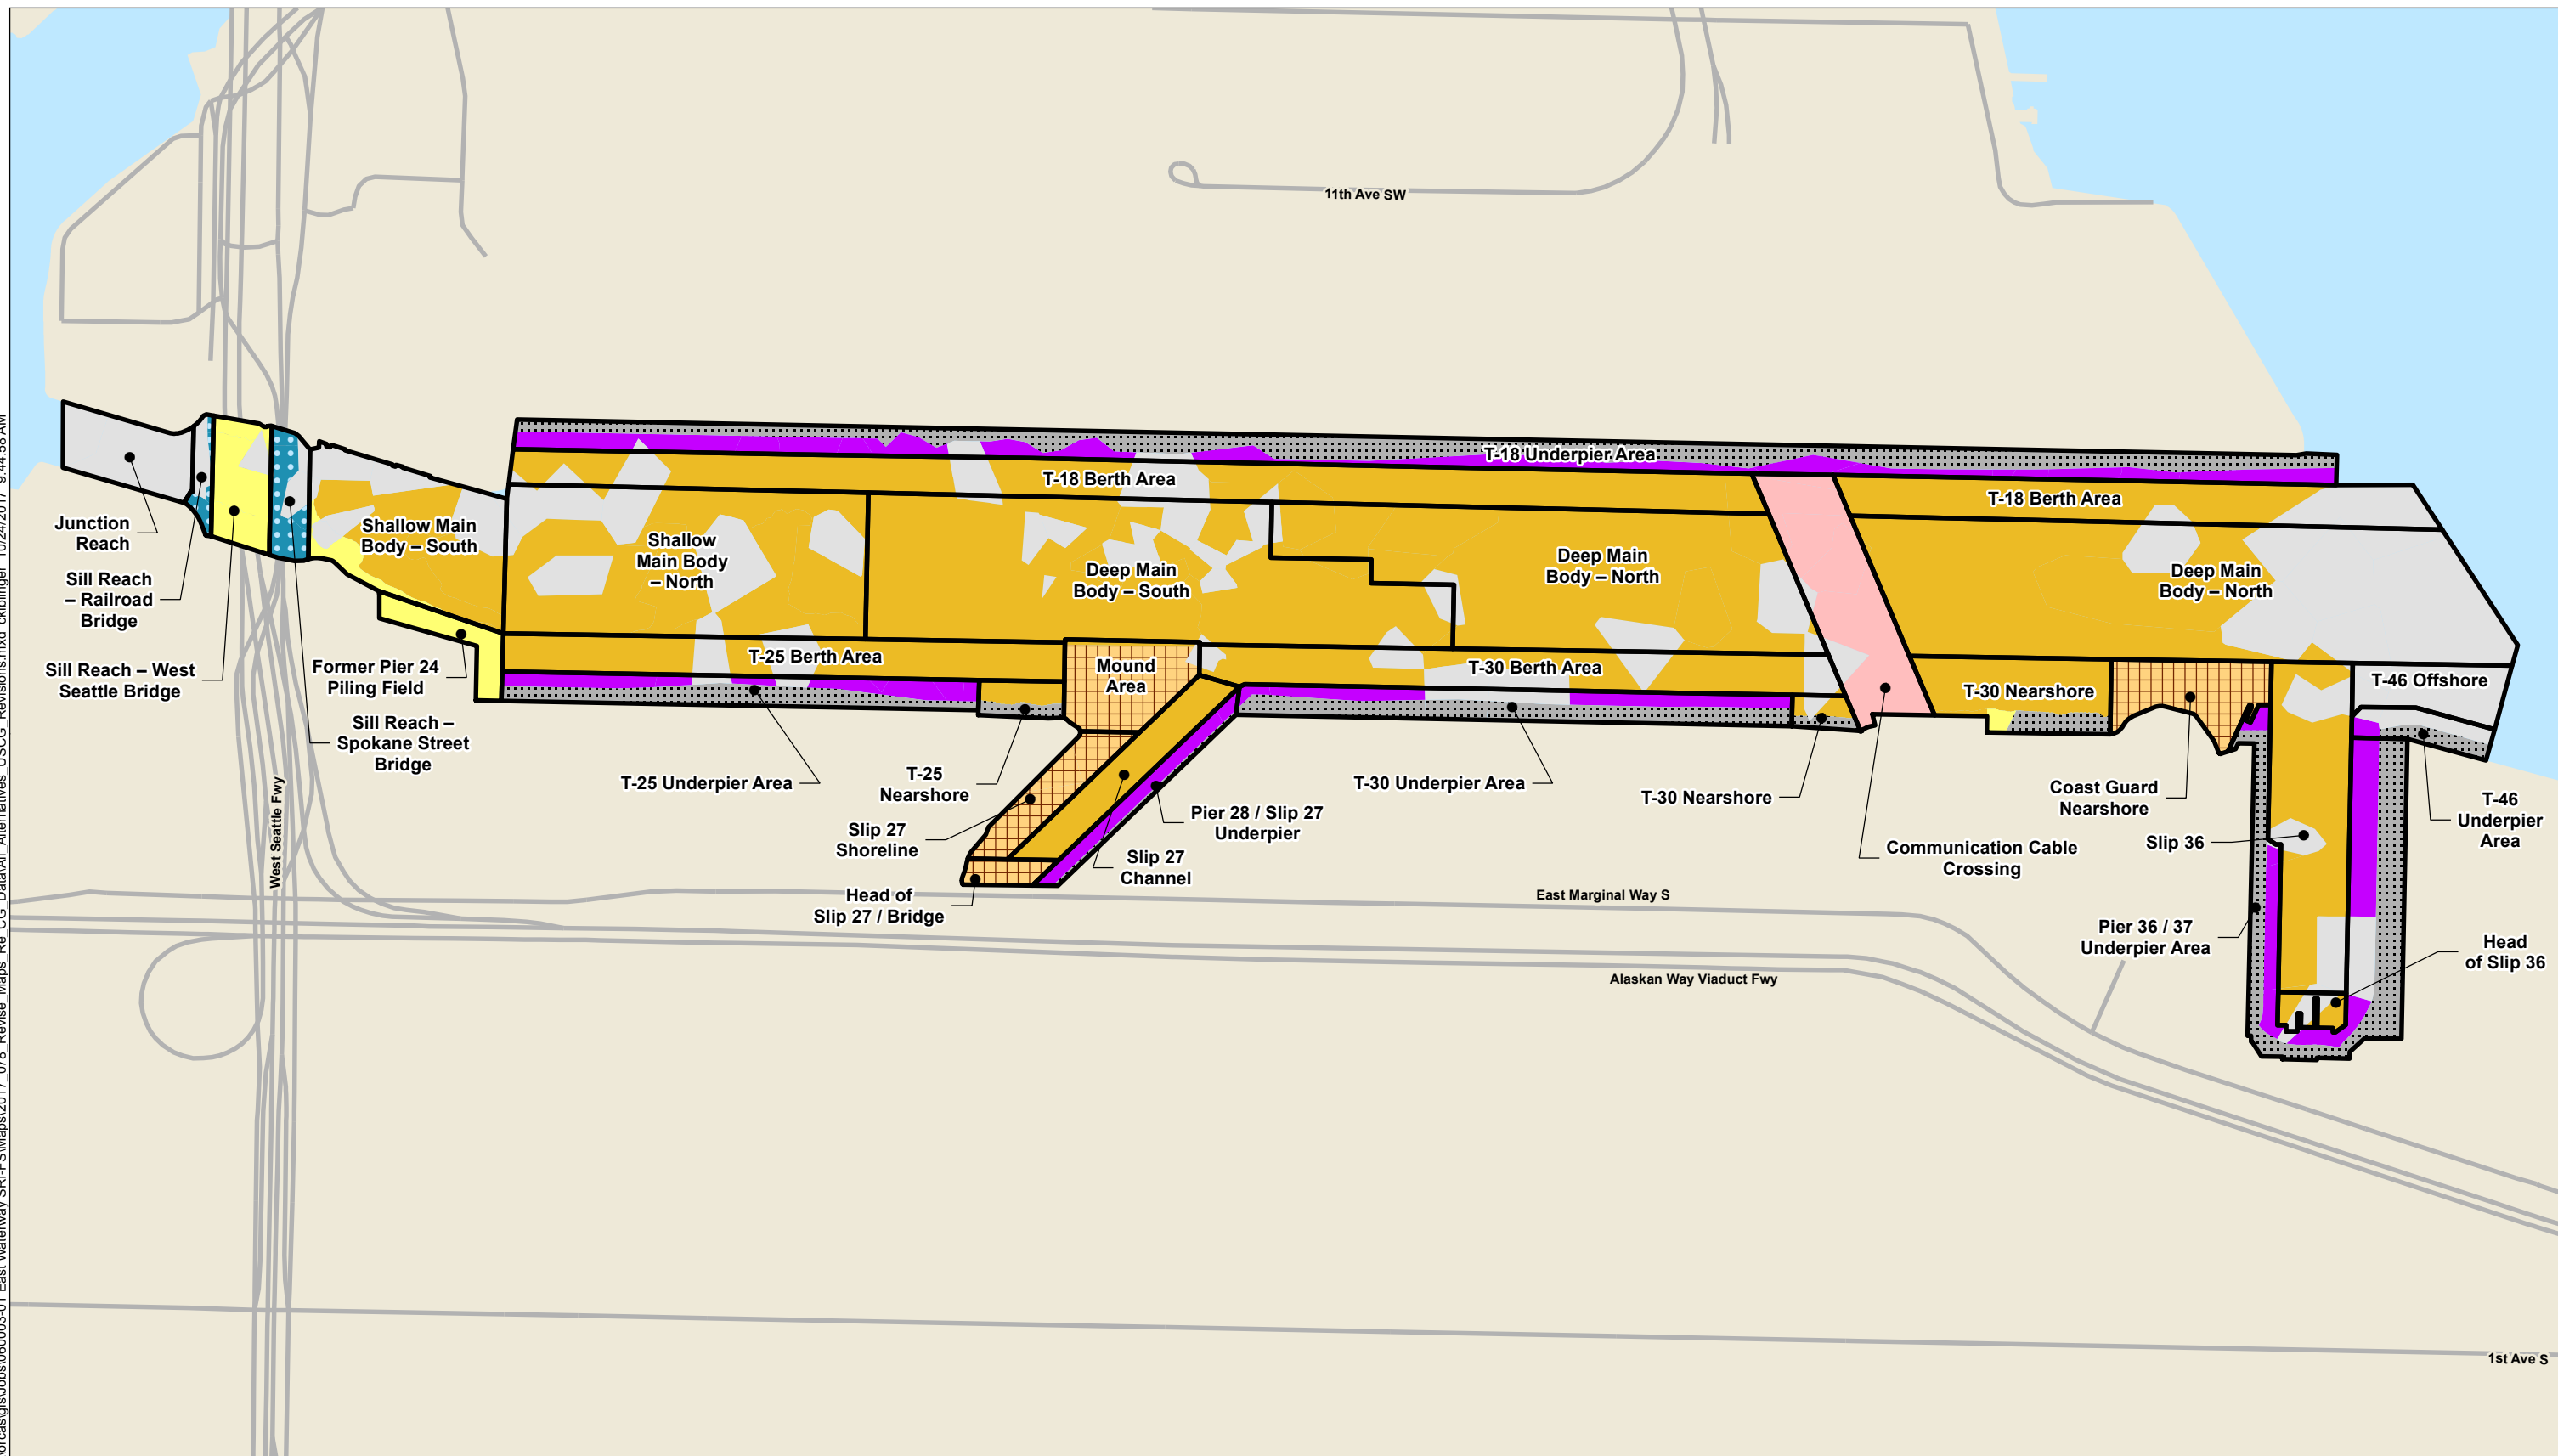 11th Ave SW
T-18 Underpier Area
T-18 Berth Area
T-18 Berth Area
Junction
Reach
Sill Reach
– Railroad
Bridge
Sill Reach – West
Seattle Bridge
Shallow Main
Body – South
Former Pier 24
Piling Field
Sill Reach –
Spokane Street
Bridge
Shallow
Main Body
– North
Deep Main
Body – South
Deep Main
Body – North
Deep Main
Body – North
T-25 Berth Area
Mound
Area
T-30 Berth Area
T-30 Nearshore
T-46 Offshore
T-25 Underpier Area
T-25
Nearshore
Slip 27
Shoreline
Head of
Slip 27 / Bridge
Pier 28 / Slip 27
Underpier
Slip 27
Channel
T-30 Underpier Area
T-30 Nearshore
Communication Cable
Crossing
Coast Guard
Nearshore
Slip 36
T-46
Underpier
Area
Pier 36 / 37
Underpier Area
Head
of Slip 36
West Seattle Fwy
East Marginal Way S
Alaskan Way Viaduct Fwy
1st Ave S